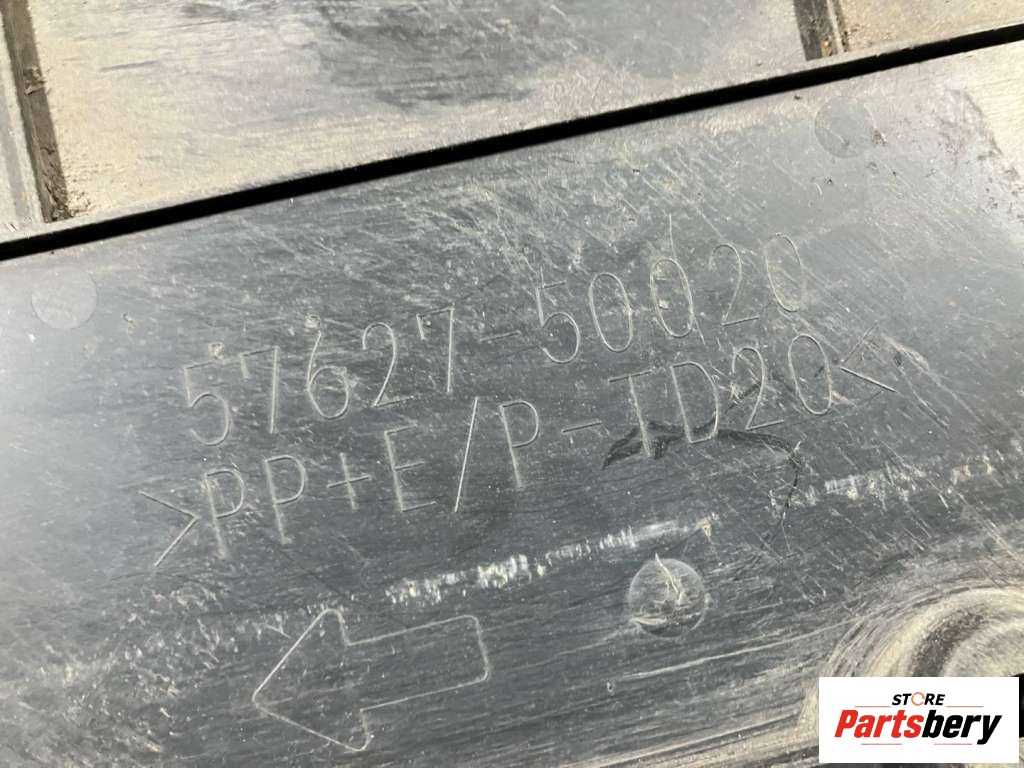 57627-50020
>PP+E/P-TD20<
STORE
Partsbery